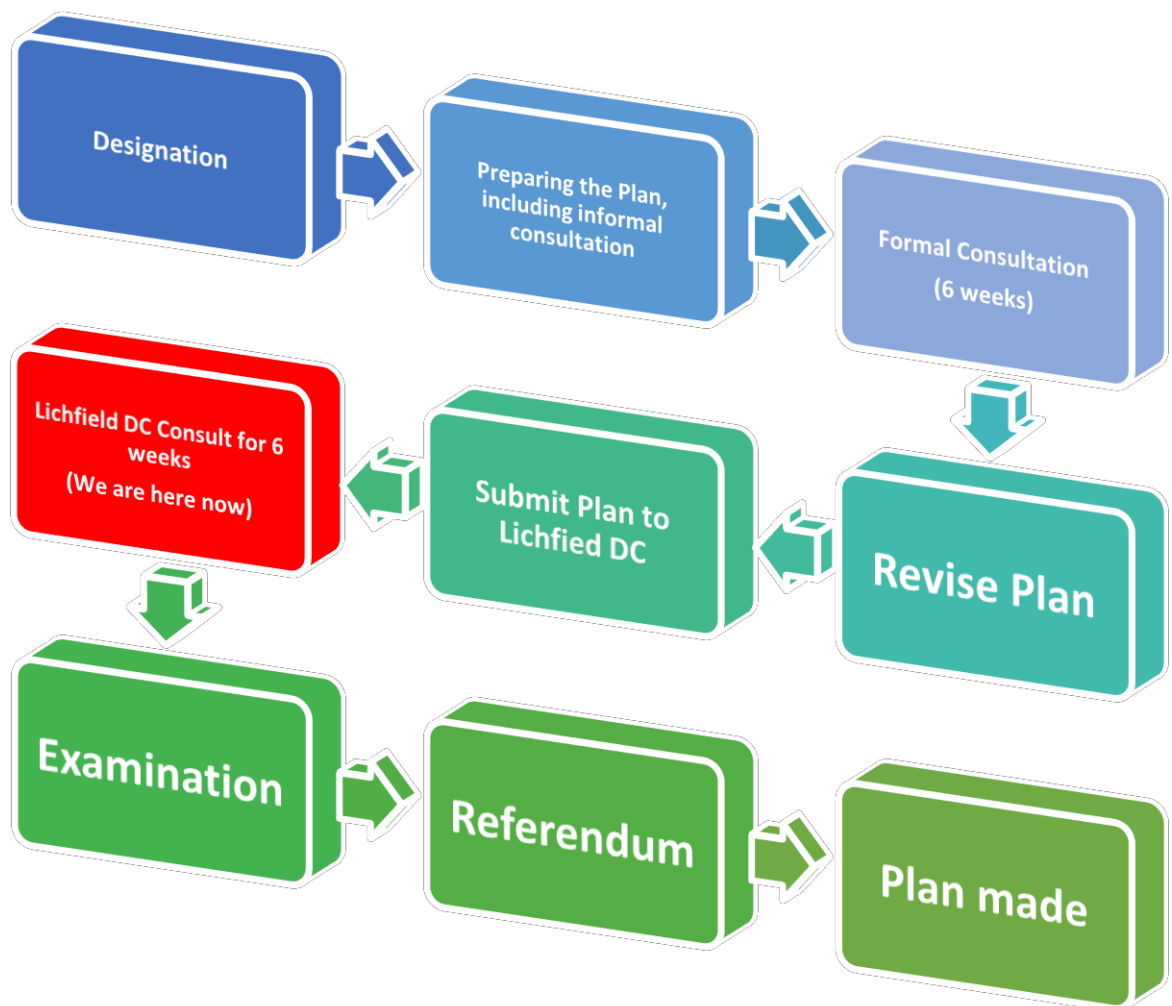 Designation
Preparing the Plan,
including informal
consultation
Formal Consultation
(6 weeks)
Revise Plan
Submit Plan to
Lichfied DC
Lichfield DC Consult for 6
weeks
(We are here now)
Examination
Referendum
Plan made